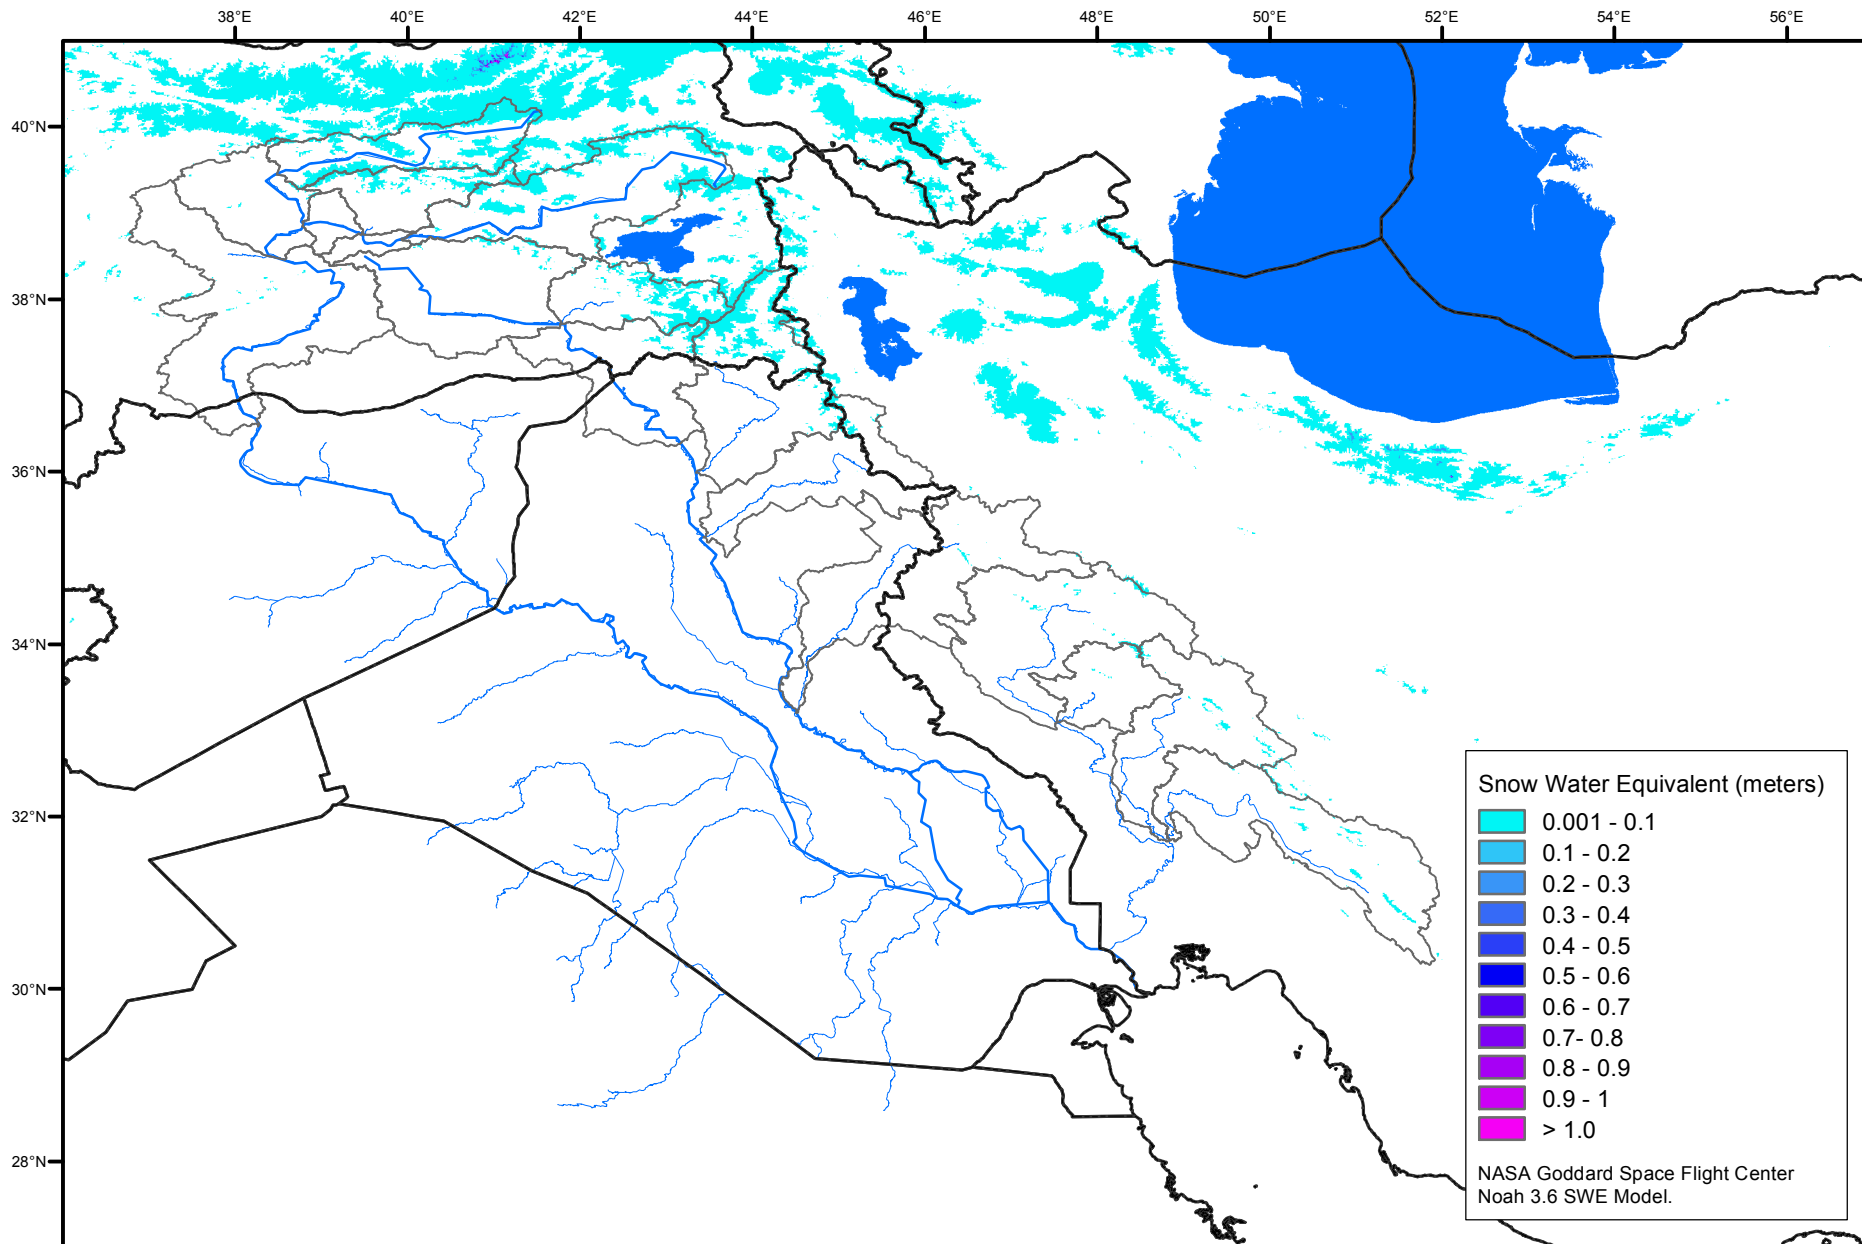 38°E 40°E 42°E 44°E 46°E 48°E 50°E 52°E 54°E 56°E
40°N
38°N
36°N
34°N
32°N
30°N
28°N
Snow Water Equivalent (meters)
0.001 - 0.1
0.1 - 0.2
0.2 - 0.3
0.3 - 0.4
0.4 - 0.5
0.5 - 0.6
0.6 - 0.7
0.7- 0.8
0.8 - 0.9
0.9 - 1
> 1.0
NASA Goddard Space Flight Center
Noah 3.6 SWE Model.